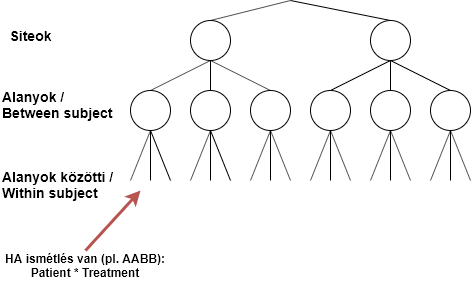 Siteok
Alanyok /
Between subject
Alanyok közötti /
Within subject
HA ismétlés van (pl. AABB):
Patient * Treatment